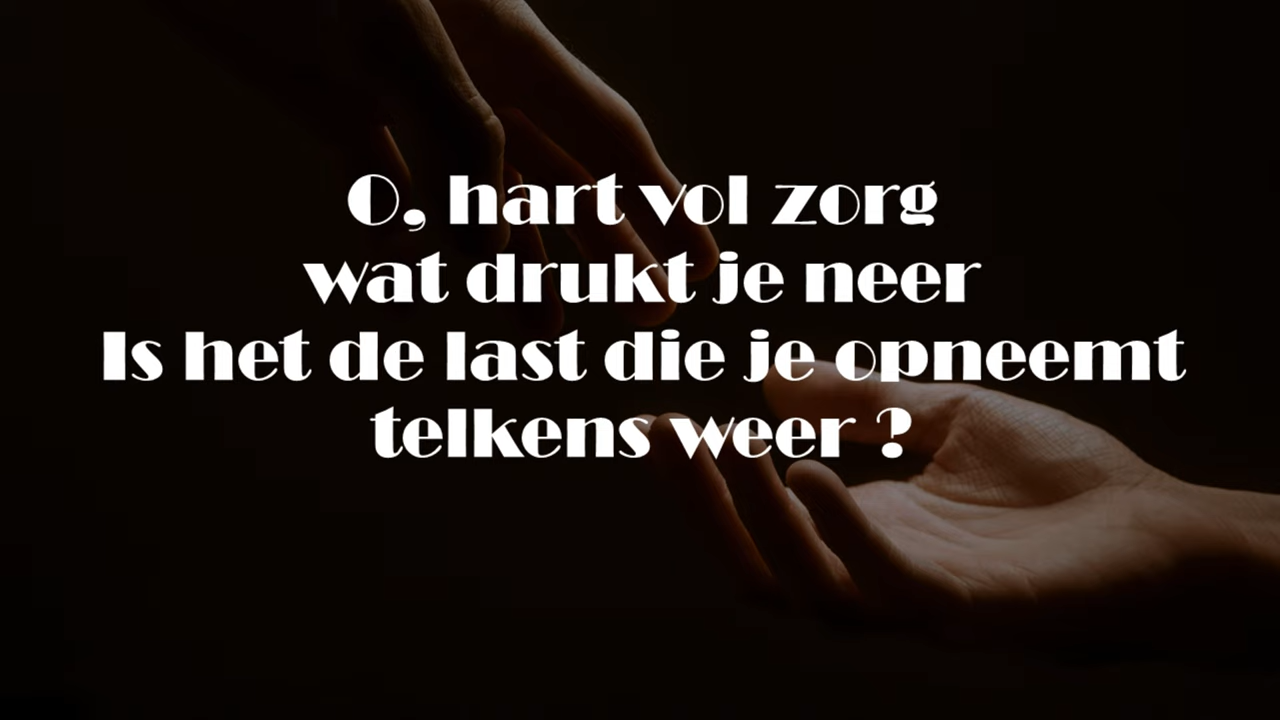 O, hart vol zorg
wat drukt je neer
Is het de last die je opneemt
telkens weer ?